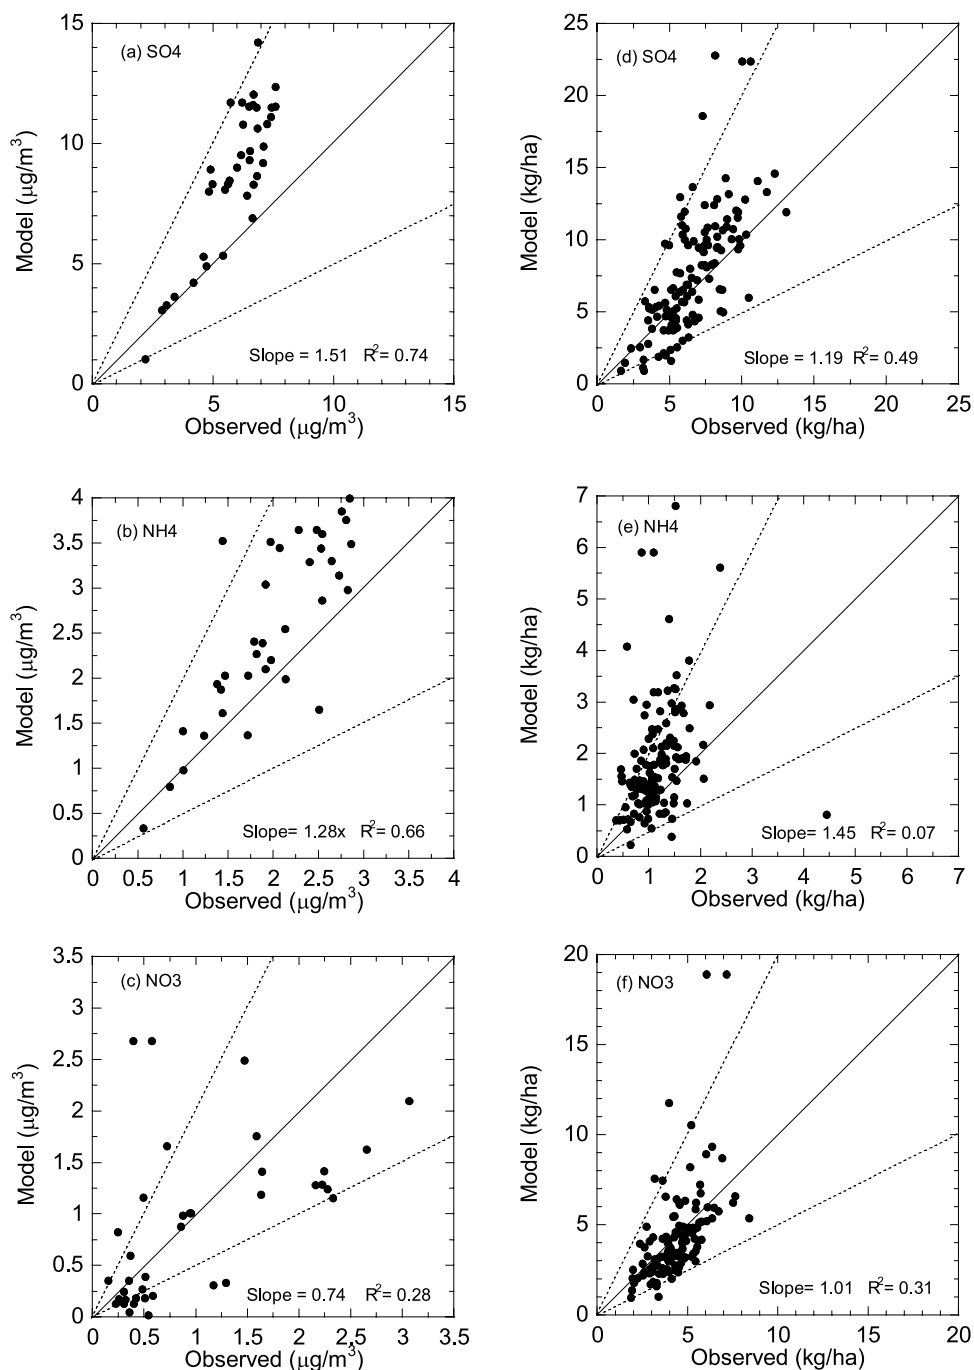 15
10
5
0
Model (μg/m³)
(a) SO4
Slope = 1.51 R²= 0.74
0 5 10 15
Observed (μg/m³)
25
20
15
10
5
0
Model (kg/ha)
(d) SO4
Slope = 1.19 R²= 0.49
0 5 10 15 20 25
Observed (kg/ha)
4
3.5
3
2.5
2
1.5
1
0.5
0
Model (μg/m³)
(b) NH4
Slope= 1.28x R²= 0.66
0 0.5 1 1.5 2 2.5 3 3.5 4
Observed (μg/m³)
7
6
5
4
3
2
1
0
Model (kg/ha)
(e) NH4
Slope= 1.45 R²= 0.07
0 1 2 3 4 5 6 7
Observed (kg/ha)
3.5
3
2.5
2
1.5
1
0.5
0
Model (μg/m³)
(c) NO3
Slope = 0.74 R²= 0.28
0 0.5 1 1.5 2 2.5 3 3.5
Observed (μg/m³)
20
15
10
5
0
Model (kg/ha)
(f) NO3
Slope = 1.01 R²= 0.31
0 5 10 15 20
Observed (kg/ha)